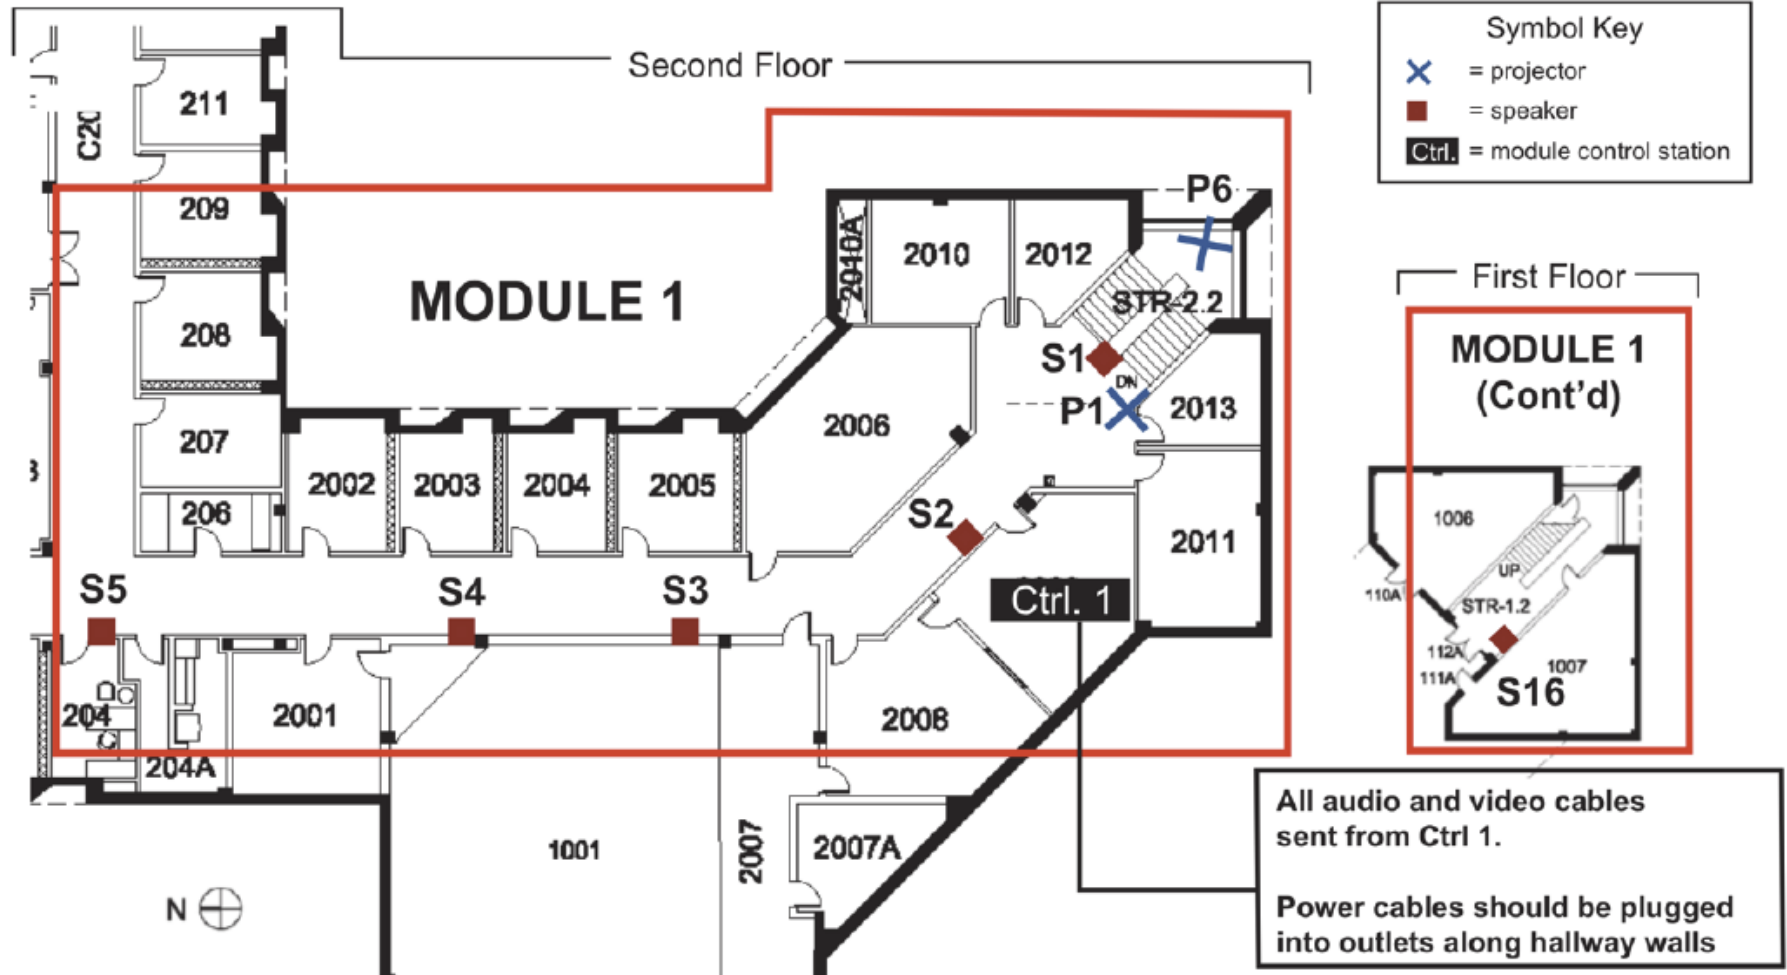 Second Floor
Symbol Key
= projector
= speaker
Ctrl. = module control station
211
C20
209
208
207
206
MODULE 1
2010A
2010
2012
P6
STR-2.2
S1
DN
P1
2013
2006
2002
2003
2004
2005
S2
2011
Ctrl. 1
S5
S4
S3
204
204A
2001
2008
1001
2007
2007A
N
First Floor
MODULE 1
(Cont'd)
1006
UP
110A
STR-1.2
112A
111A
1007
S16
All audio and video cables
sent from Ctrl 1.
Power cables should be plugged
into outlets along hallway walls